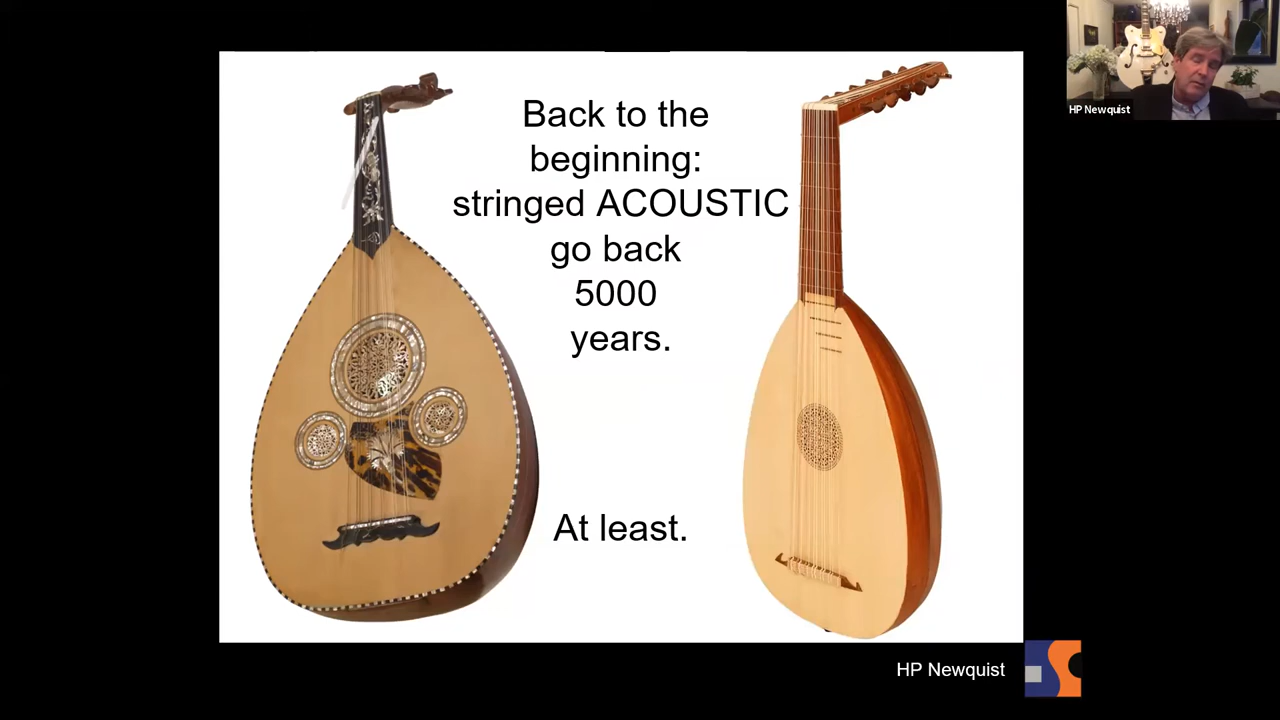 HP Newquist
Back to the
beginning:
stringed ACOUSTIC
go back
5000
years.
At least.
HP Newquist